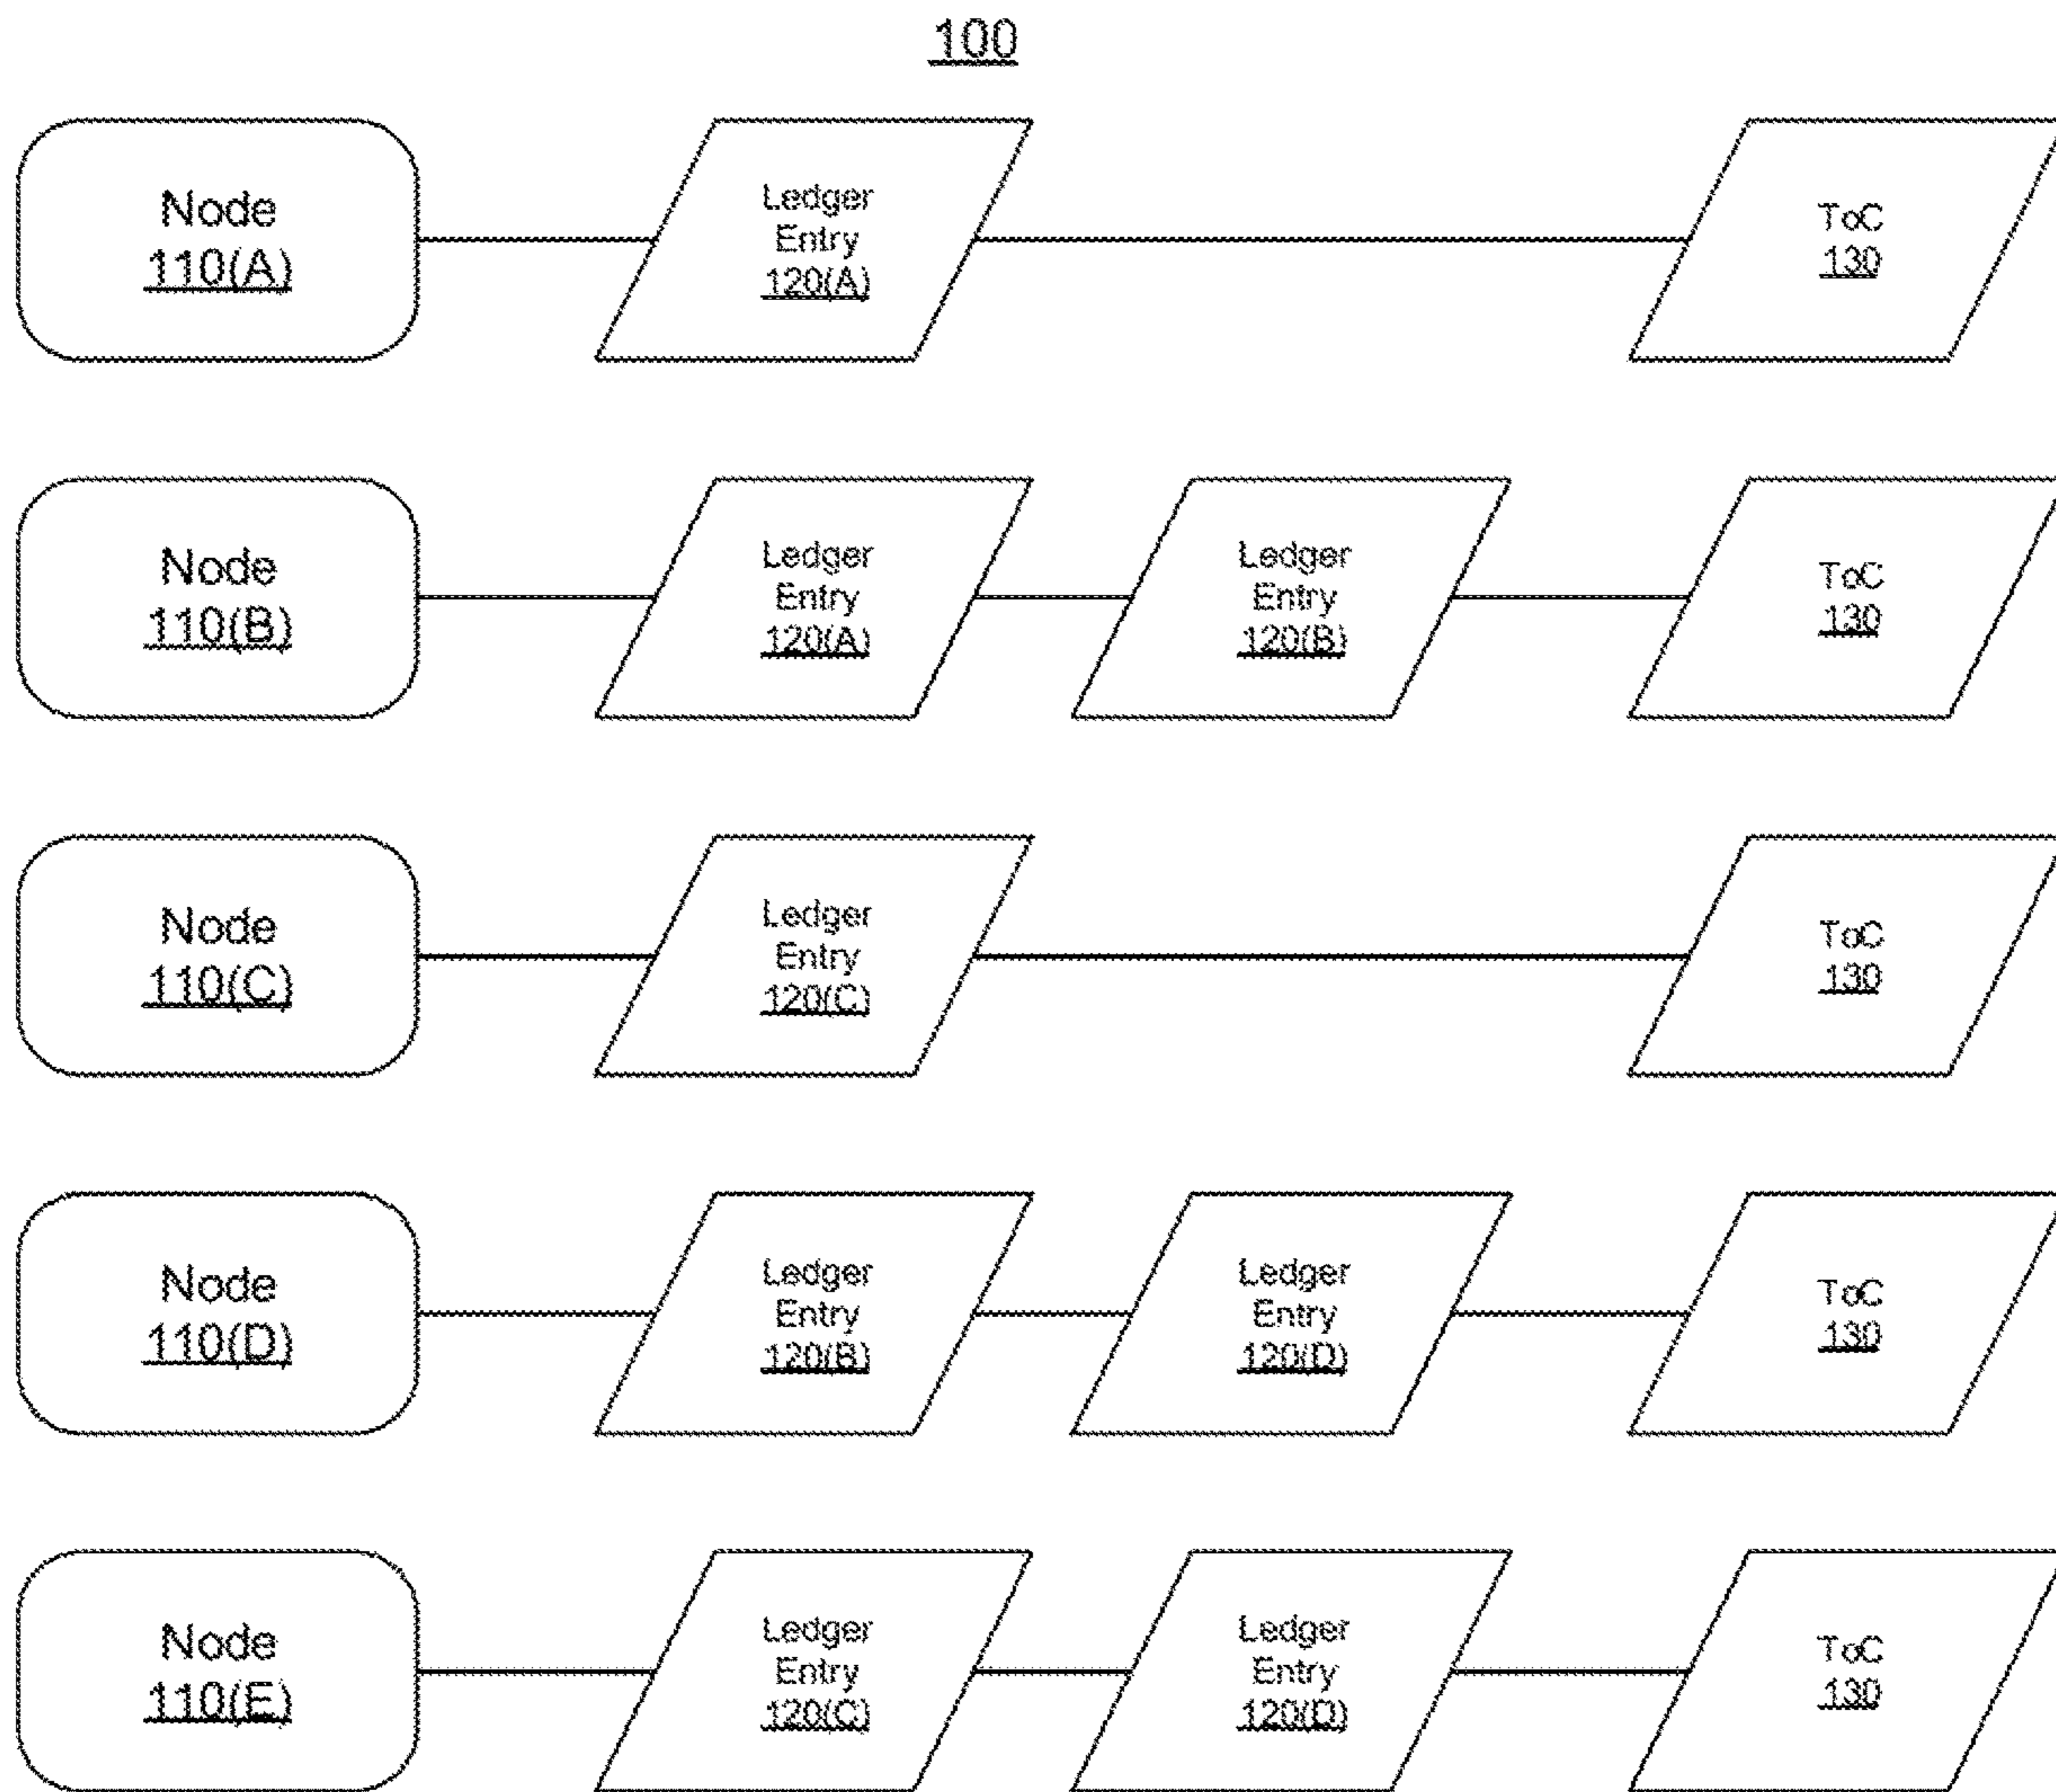 100
Node
110(A)
Ledger
Entry
120(A)
ToC
130
Node
110(B)
Ledger
Entry
120(A)
Ledger
Entry
120(B)
ToC
130
Node
110(C)
Ledger
Entry
120(C)
ToC
130
Node
110(D)
Ledger
Entry
120(B)
Ledger
Entry
120(D)
ToC
130
Node
110(E)
Ledger
Entry
120(C)
Ledger
Entry
120(D)
ToC
130